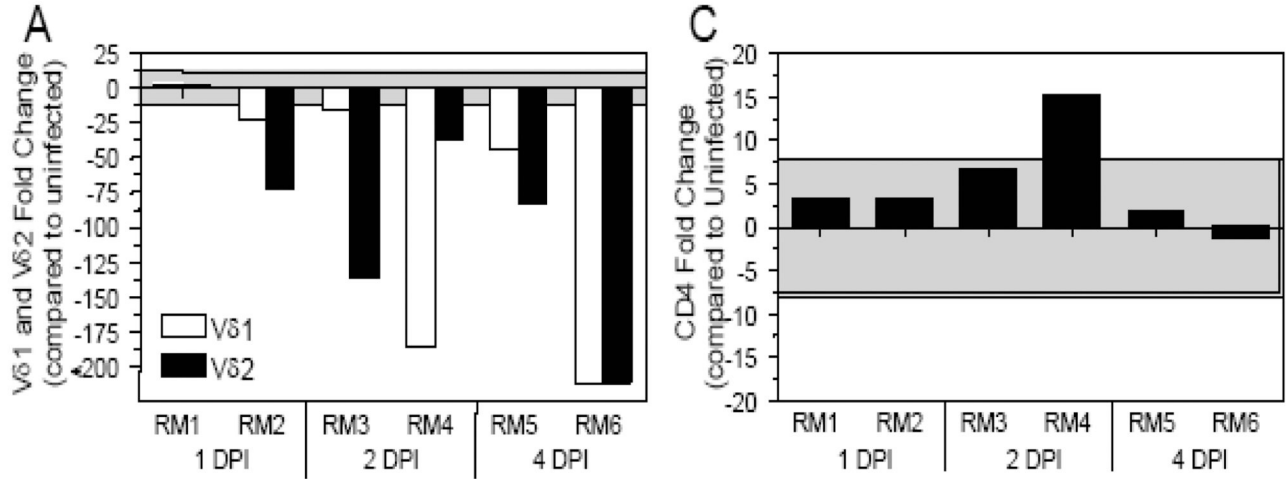 A
Vδ1 and Vδ2 Fold Change
(compared to uninfected)
25
0
-25
-50
-75
-100
-125
-150
-175
-200
Vδ1
Vδ2
RM1 RM2 RM3 RM4 RM5 RM6
1 DPI 2 DPI 4 DPI
C
CD4 Fold Change
(compared to Uninfected)
20
15
10
5
0
-5
-10
-15
-20
RM1 RM2 RM3 RM4 RM5 RM6
1 DPI 2 DPI 4 DPI